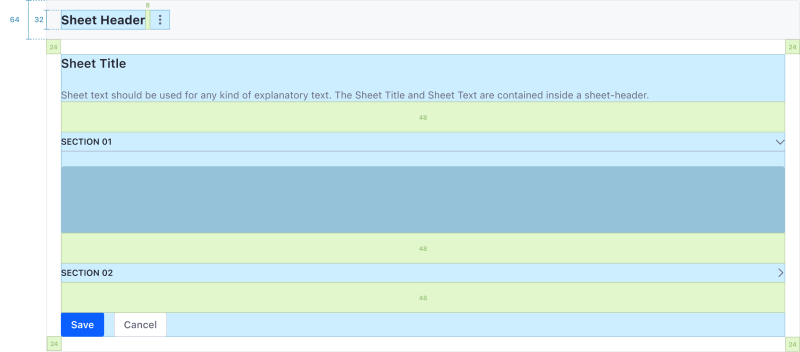 8
64
32
Sheet Header
24
24
Sheet Title
Sheet text should be used for any kind of explanatory text. The Sheet Title and Sheet Text are contained inside a sheet-header.
48
SECTION 01
48
SECTION 02
48
Save
Cancel
24
24